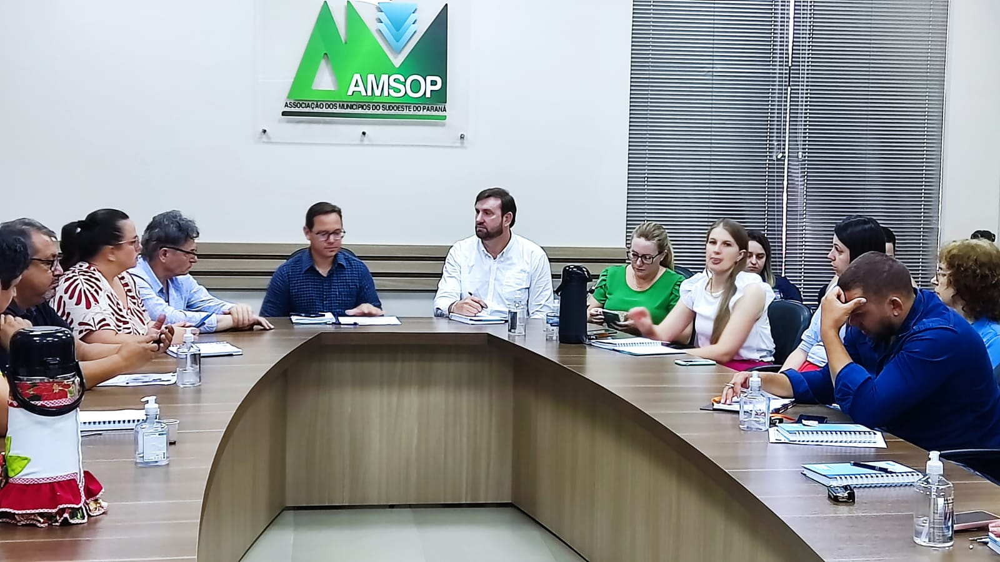 AMSOP
ASSOCIAÇÃO DOS MUNICÍPIOS DO SUDOESTE DO PARANÁ